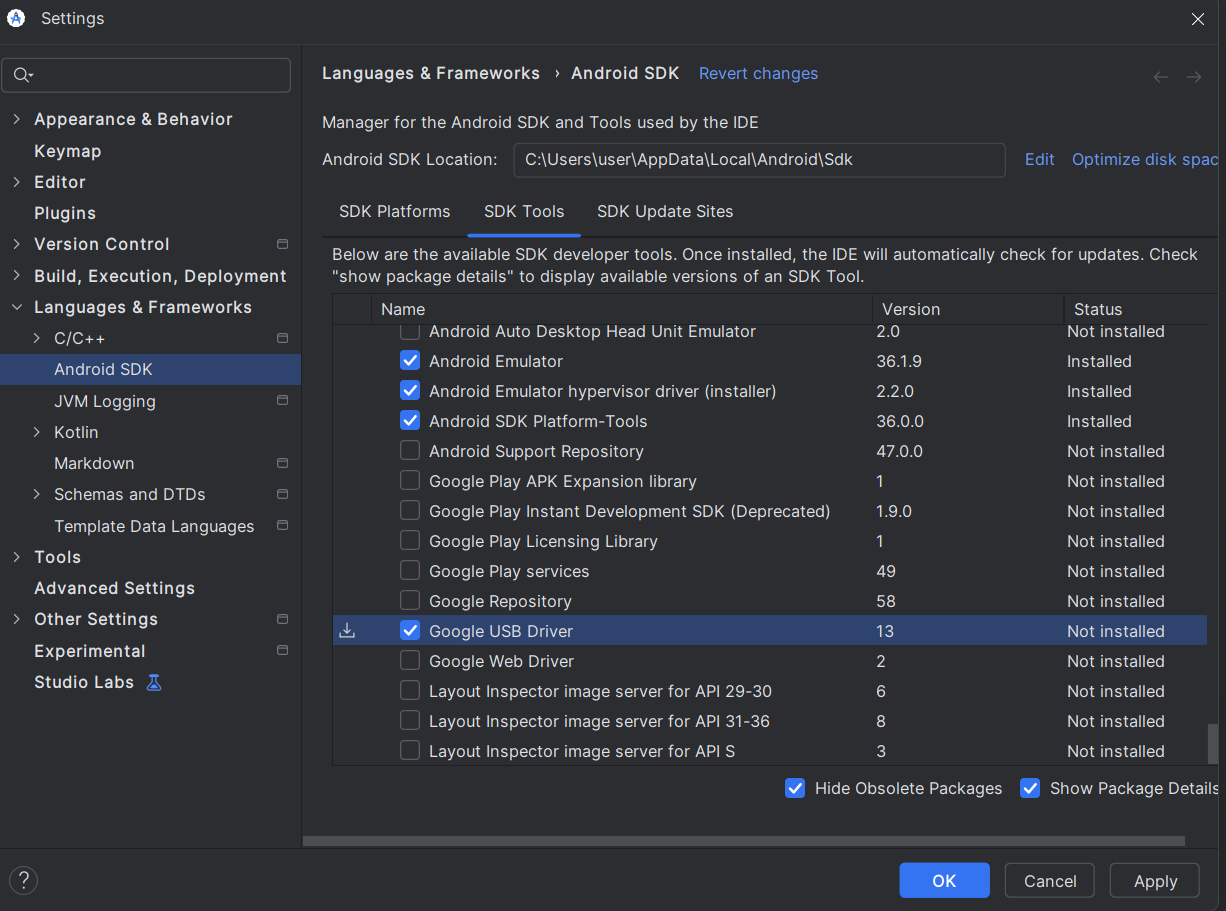 Settings
Languages & Frameworks › Android SDK Revert changes
Appearance & Behavior
Keymap
Editor
Plugins
Version Control
Build, Execution, Deployment
Languages & Frameworks
C/C++
Android SDK
JVM Logging
Kotlin
Markdown
Schemas and DTDs
Template Data Languages
Tools
Advanced Settings
Other Settings
Experimental
Studio Labs
Manager for the Android SDK and Tools used by the IDE
Android SDK Location: C:\Users\user\AppData\Local\Android\Sdk Edit Optimize disk spac
SDK Platforms SDK Tools SDK Update Sites
Below are the available SDK developer tools. Once installed, the IDE will automatically check for updates. Check
"show package details" to display available versions of an SDK Tool.
Name Version Status
Android Auto Desktop Head Unit Emulator 2.0 Not installed
Android Emulator 36.1.9 Installed
Android Emulator hypervisor driver (installer) 2.2.0 Installed
Android SDK Platform-Tools 36.0.0 Installed
Android Support Repository 47.0.0 Not installed
Google Play APK Expansion library 1 Not installed
Google Play Instant Development SDK (Deprecated) 1.9.0 Not installed
Google Play Licensing Library 1 Not installed
Google Play services 49 Not installed
Google Repository 58 Not installed
Google USB Driver 13 Not installed
Google Web Driver 2 Not installed
Layout Inspector image server for API 29-30 6 Not installed
Layout Inspector image server for API 31-36 8 Not installed
Layout Inspector image server for API S 3 Not installed
Hide Obsolete Packages Show Package Details
? OK Cancel Apply